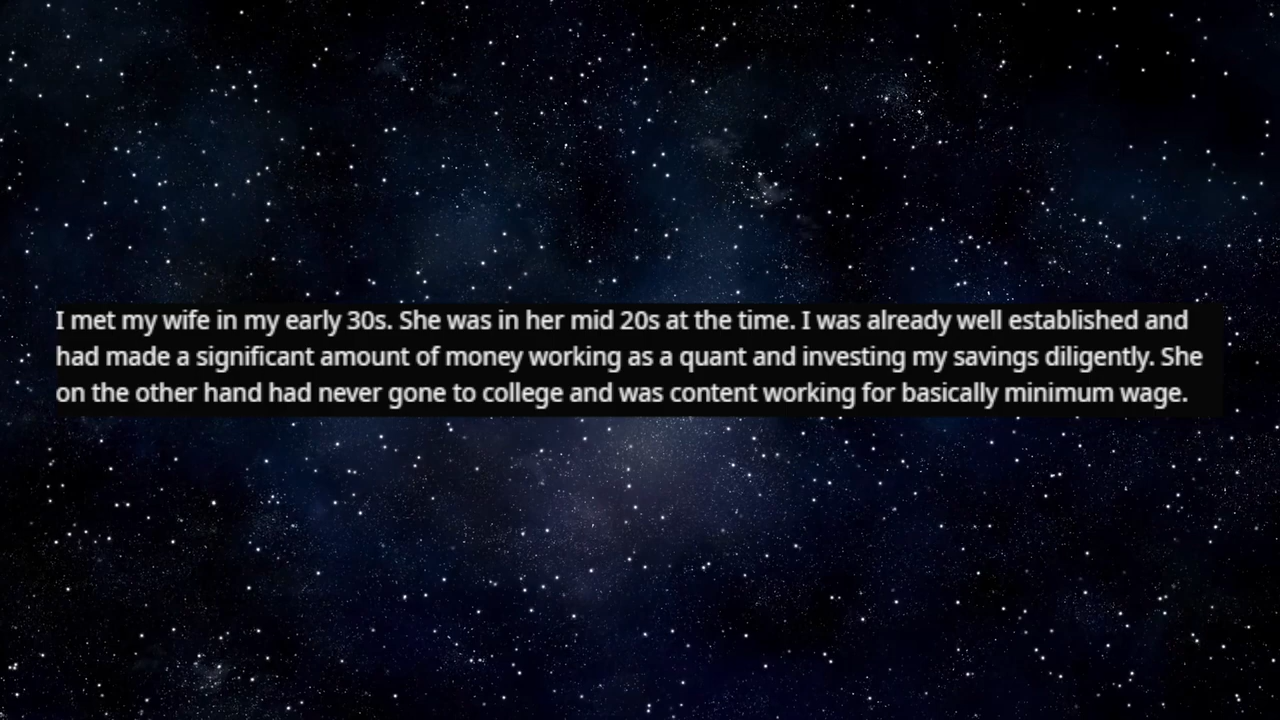 I met my wife in my early 30s. She was in her mid 20s at the time. I was already well established and
had made a significant amount of money working as a quant and investing my savings diligently. She
on the other hand had never gone to college and was content working for basically minimum wage.